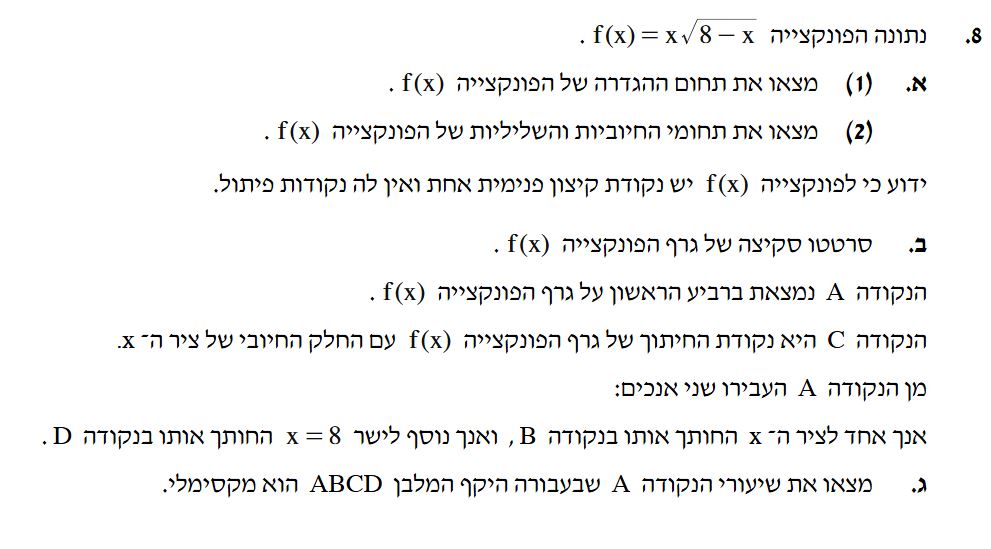 8. נתונה הפונקצייה f(x) = x√(8 − x) .
א. (1) מצאו את תחום ההגדרה של הפונקצייה f(x) .
(2) מצאו את תחומי החיוביות והשליליות של הפונקצייה f(x) .
ידוע כי לפונקצייה f(x) יש נקודת קיצון פנימית אחת ואין לה נקודות פיתול.
ב. סרטטו סקיצה של גרף הפונקצייה f(x) .
הנקודה A נמצאת ברביע הראשון על גרף הפונקצייה f(x) .
הנקודה C היא נקודת החיתוך של גרף הפונקצייה f(x) עם החלק החיובי של ציר ה־ x.
מן הנקודה A העבירו שני אנכים:
אנך אחד לציר ה־ x החותך אותו בנקודה B , ואנך נוסף לישר x = 8 החותך אותו בנקודה D .
ג. מצאו את שיעורי הנקודה A שבעבורה היקף המלבן ABCD הוא מקסימלי.